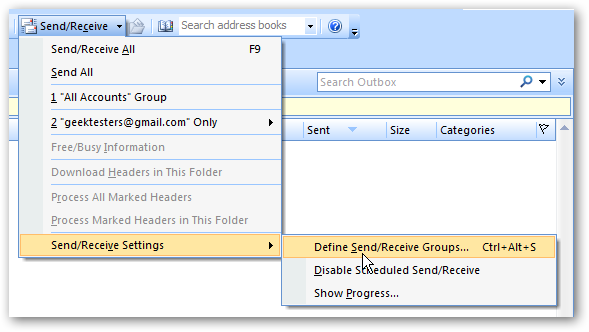 Send/Receive Search address books
Send/Receive All F9
Send All
Search Outbox
1 "All Accounts" Group
2 "geektesters@gmail.com" Only
Sent Size Categories
Free/Busy Information
Download Headers in This Folder
Process All Marked Headers
Process Marked Headers in This Folder
Send/Receive Settings
Define Send/Receive Groups... Ctrl+Alt+S
Disable Scheduled Send/Receive
Show Progress...